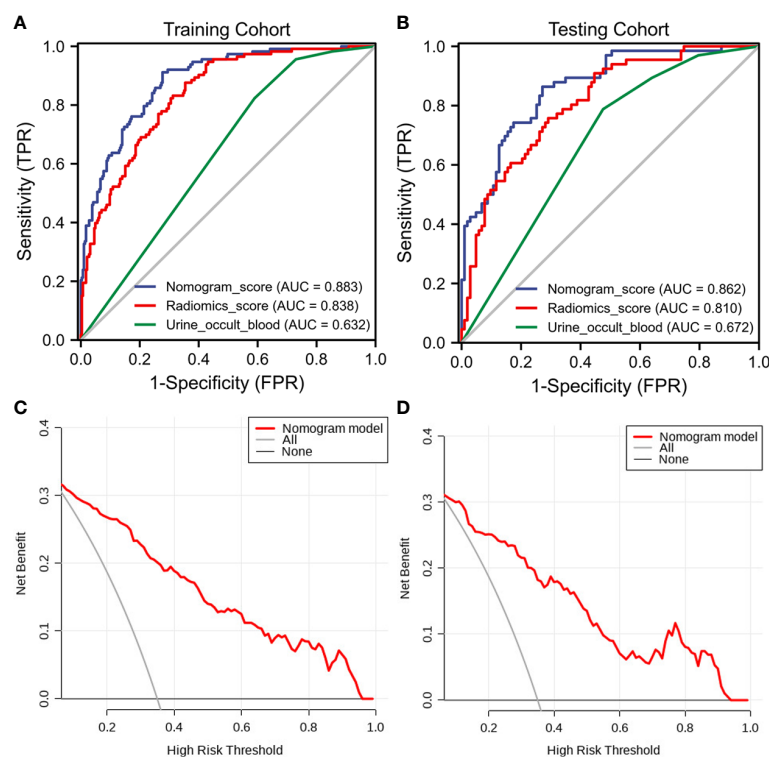 A
Training Cohort
Sensitivity (TPR)
1.0
0.8
0.6
0.4
0.2
0.0
Nomogram_score (AUC = 0.883)
Radiomics_score (AUC = 0.838)
Urine_occult_blood (AUC = 0.632)
0.0 0.2 0.4 0.6 0.8 1.0
1-Specificity (FPR)
B
Testing Cohort
Sensitivity (TPR)
1.0
0.8
0.6
0.4
0.2
0.0
Nomogram_score (AUC = 0.862)
Radiomics_score (AUC = 0.810)
Urine_occult_blood (AUC = 0.672)
0.0 0.2 0.4 0.6 0.8 1.0
1-Specificity (FPR)
C
Nomogram model
All
None
Net Benefit
0.4
0.3
0.2
0.1
0.0
0.2 0.4 0.6 0.8 1.0
High Risk Threshold
D
Nomogram model
All
None
Net Benefit
0.4
0.3
0.2
0.1
0.0
0.2 0.4 0.6 0.8 1.0
High Risk Threshold